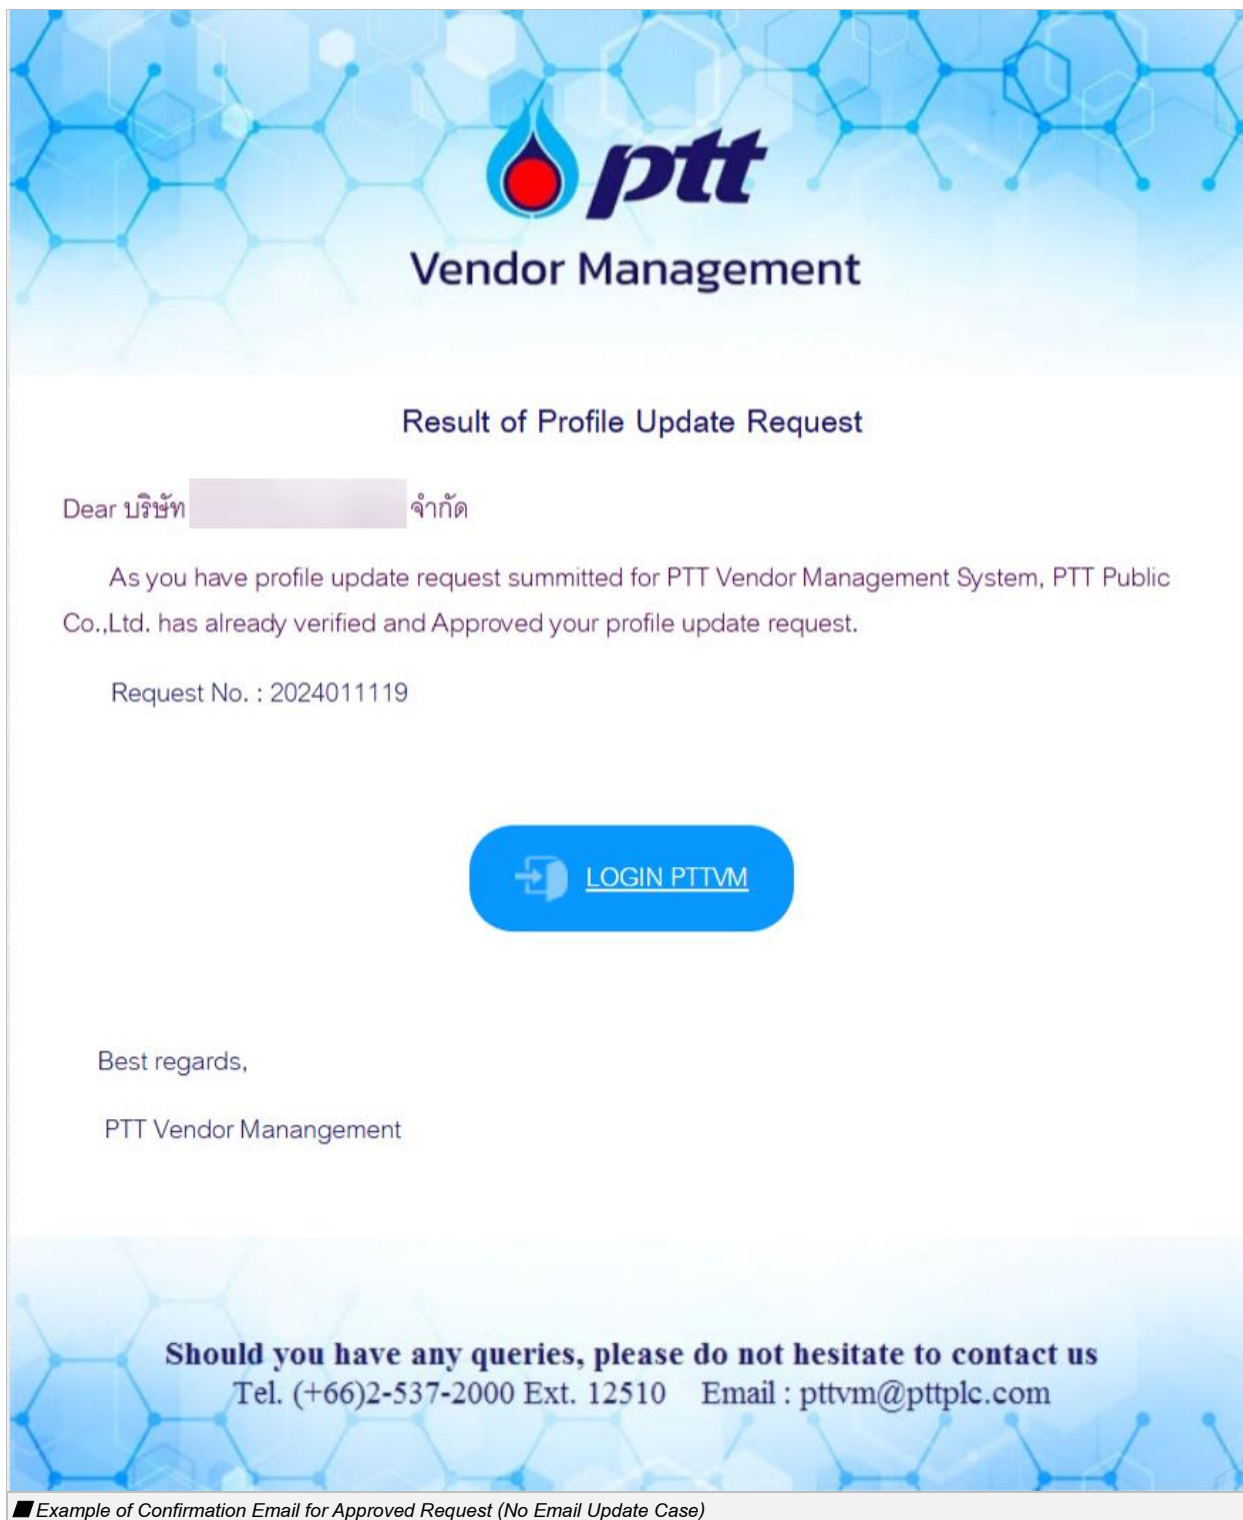 ptt
Vendor Management
Result of Profile Update Request
Dear บริษัท จำกัด
As you have profile update request summitted for PTT Vendor Management System, PTT Public
Co.,Ltd. has already verified and Approved your profile update request.
Request No. : 2024011119
LOGIN PTTVM
Best regards,
PTT Vendor Manangement
Should you have any queries, please do not hesitate to contact us
Tel. (+66)2-537-2000 Ext. 12510 Email : pttvm@pttplc.com
Example of Confirmation Email for Approved Request (No Email Update Case)